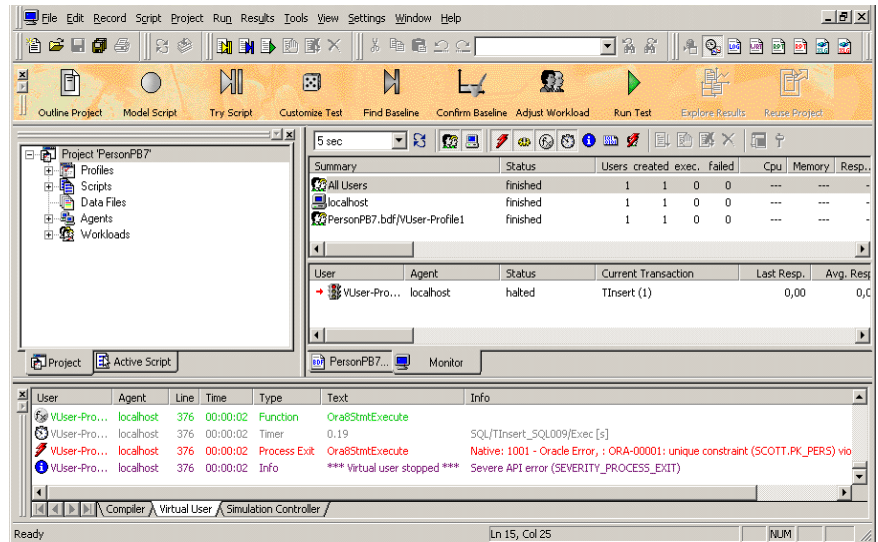 File Edit Record Script Project Run Results Tools View Settings Window Help
Outline Project Model Script Try Script Customize Test Find Baseline Confirm Baseline Adjust Workload Run Test Explore Results Reuse Project
Project 'PersonPB7'
Profiles
Scripts
Data Files
Agents
Workloads
Project Active Script
5 sec
Summary Status Users created exec. failed Cpu Memory Resp..
All Users finished 1 1 0 0 --- --- -
localhost finished 1 1 0 0 --- --- -
PersonPB7.bdf/VUser-Profile1 finished 1 1 0 0 --- --- -
User Agent Status Current Transaction Last Resp. Avg. Resp
VUser-Pro... localhost halted TInsert (1) 0,00 0,0
PersonPB7... Monitor
User Agent Line Time Type Text Info
VUser-Pro... localhost 376 00:00:02 Function Ora8StmtExecute
VUser-Pro... localhost 376 00:00:02 Timer 0.19 SQL/TInsert_SQL009/Exec [s]
VUser-Pro... localhost 376 00:00:02 Process Exit Ora8StmtExecute Native: 1001 - Oracle Error, : ORA-00001: unique constraint (SCOTT.PK_PERS) vio
VUser-Pro... localhost 376 00:00:02 Info *** Virtual user stopped *** Severe API error (SEVERITY_PROCESS_EXIT)
Compiler Virtual User Simulation Controller
Ready Ln 15, Col 25 NUM